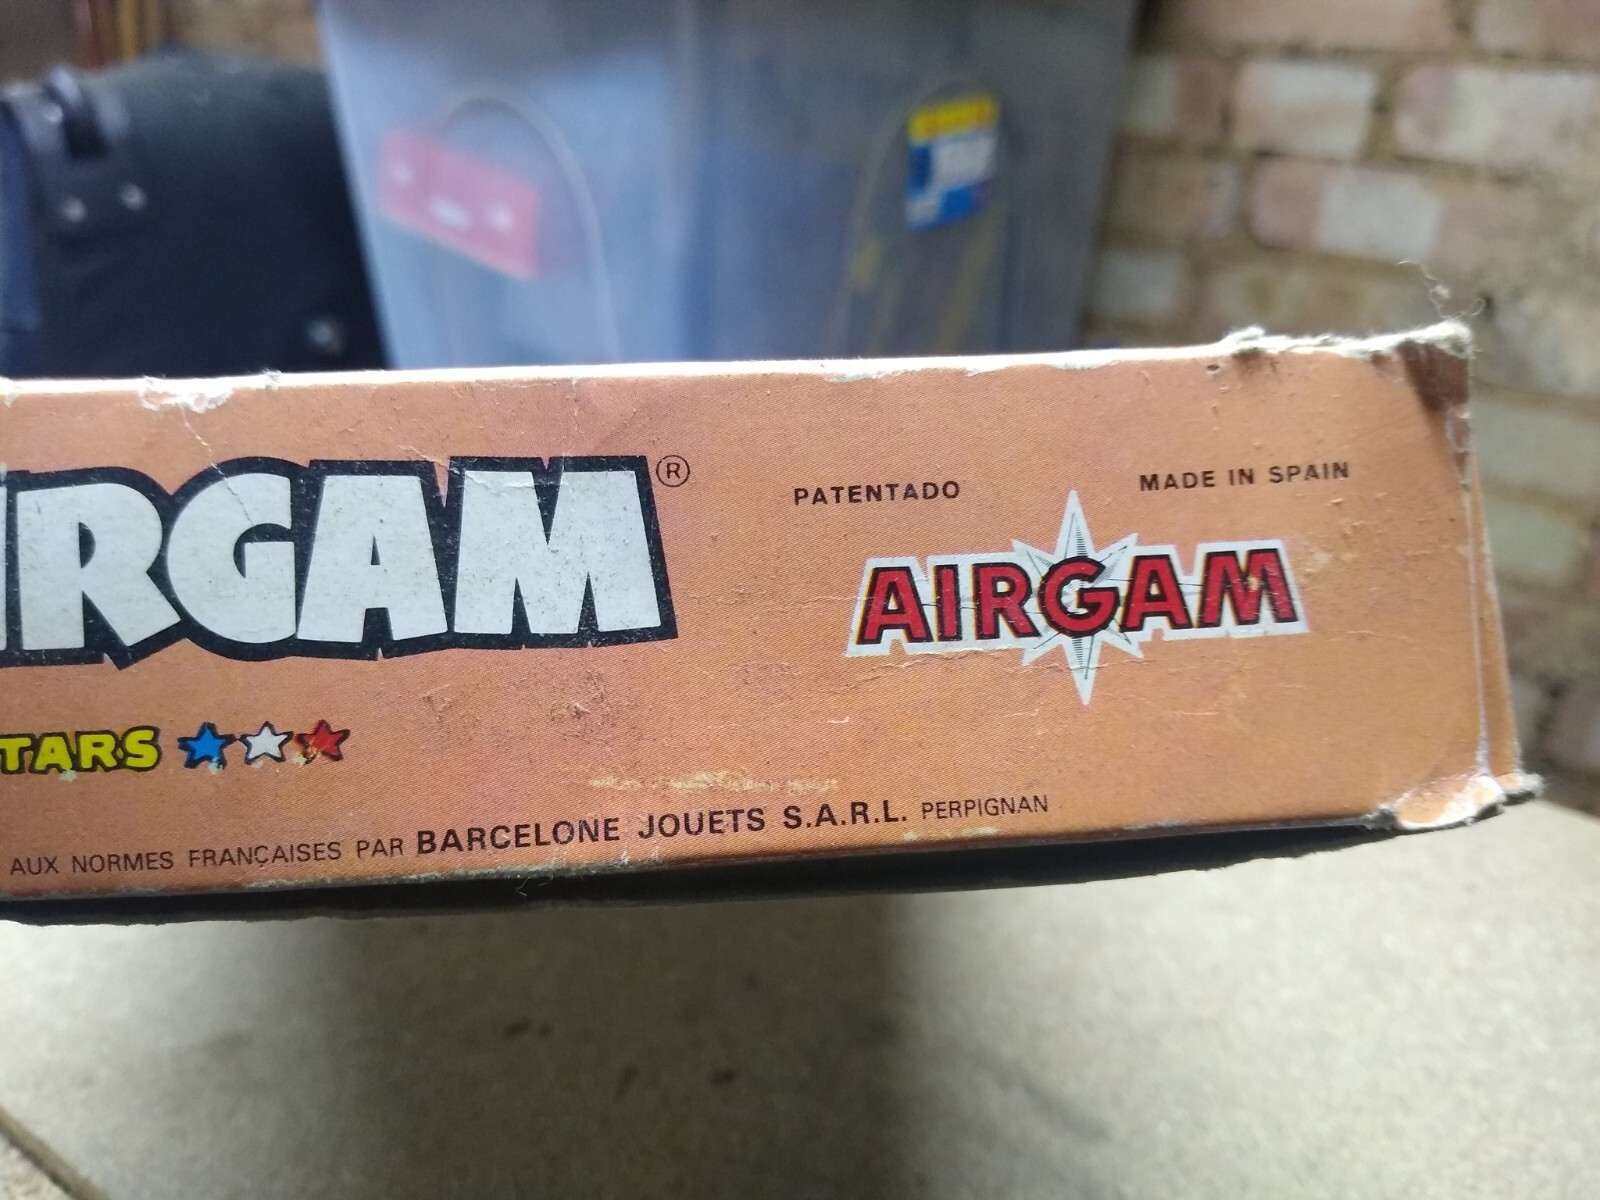 IRGAM®
PATENTADO
MADE IN SPAIN
AIRGAM
TARS
AUX NORMES FRANÇAISES PAR BARCELONE JOUETS S.A.R.L. PERPIGNAN